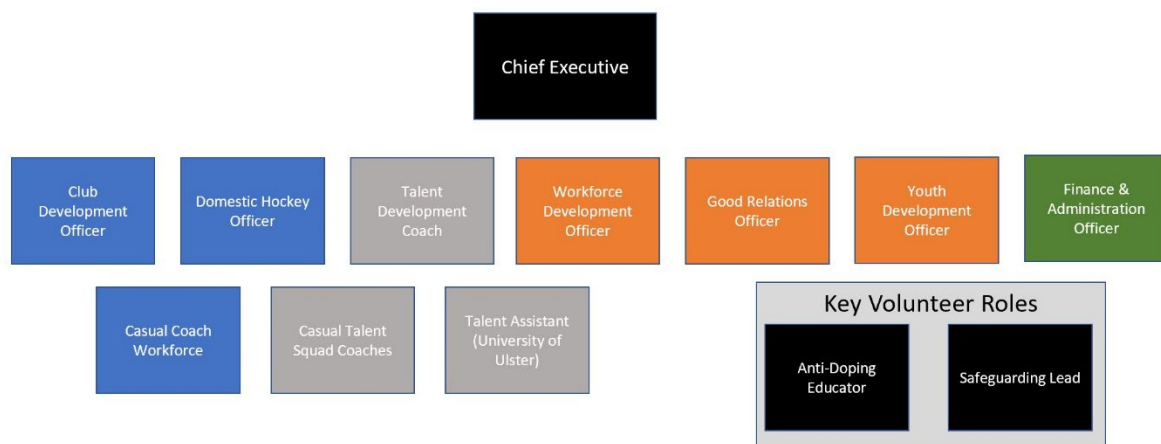 Chief Executive
Club
Development
Officer
Domestic Hockey
Officer
Talent
Development
Coach
Workforce
Development
Officer
Good Relations
Officer
Youth
Development
Officer
Finance &
Administration
Officer
Casual Coach
Workforce
Casual Talent
Squad Coaches
Talent Assistant
(University of
Ulster)
Key Volunteer Roles
Anti-Doping
Educator
Safeguarding Lead